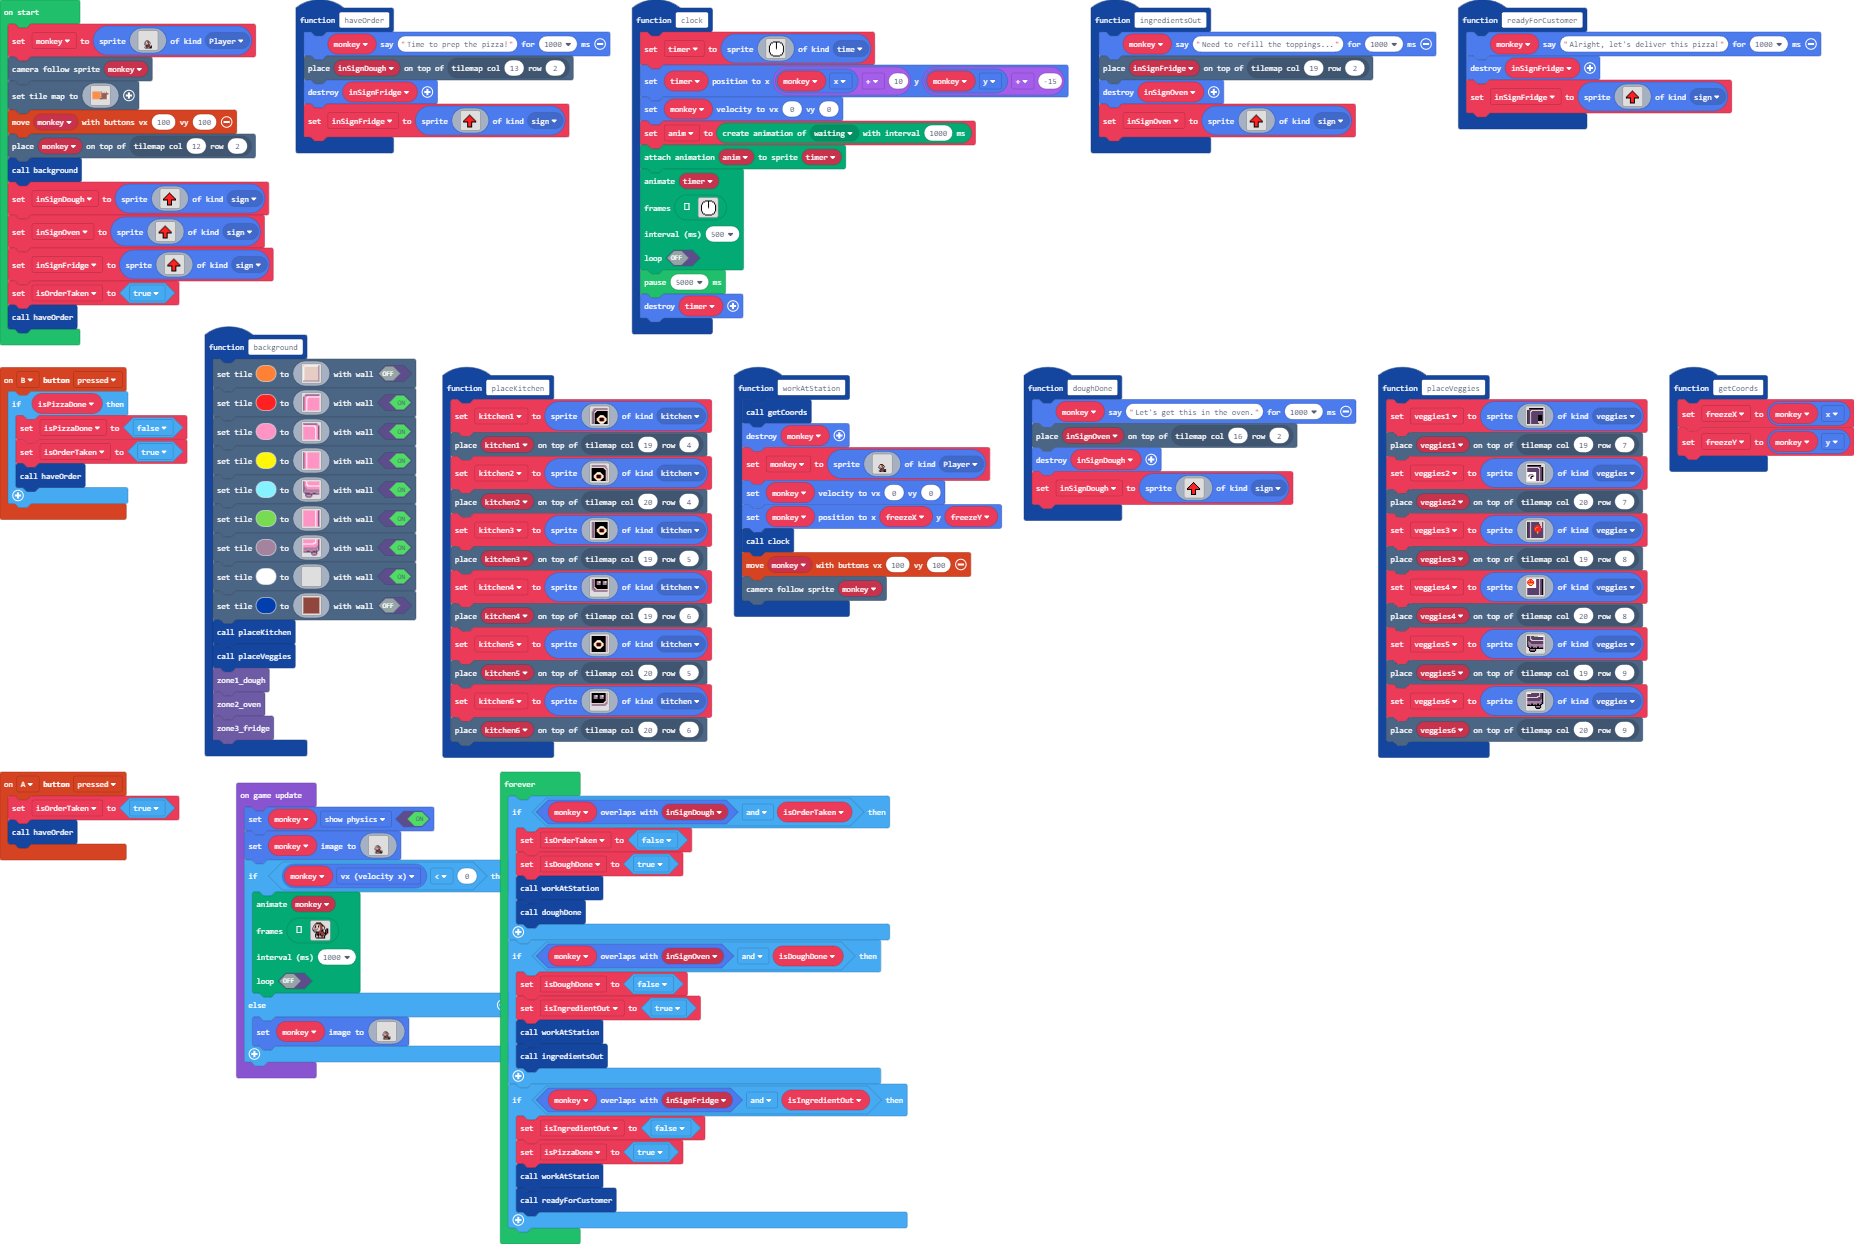 on start
set monkey to sprite of kind Player
camera follow sprite monkey
set tile map to
move monkey with buttons vx 100 vy 100
place monkey on top of tilemap col 12 row 2
call background
set inSignDough to sprite of kind sign
set inSignOven to sprite of kind sign
set inSignFridge to sprite of kind sign
set isOrderTaken to true
call haveOrder
function haveOrder
monkey say "Time to prep the pizza!" for 1000 ms
place inSignDough on top of tilemap col 13 row 2
destroy inSignFridge
set inSignFridge to sprite of kind sign
function clock
set timer to sprite of kind time
set timer position to x monkey x + 10 y monkey y + -15
set monkey velocity to vx 0 vy 0
set anim to create animation of waiting with interval 1000 ms
attach animation anim to sprite timer
animate timer
frames
interval (ms) 500
loop OFF
pause 5000 ms
destroy timer
function ingredientsOut
monkey say "Need to refill the toppings..." for 1000 ms
place inSignFridge on top of tilemap col 19 row 2
destroy inSignOven
set inSignOven to sprite of kind sign
function readyForCustomer
monkey say "Alright, let's deliver this pizza!" for 1000 ms
destroy inSignFridge
set inSignFridge to sprite of kind sign
on B button pressed
if isPizzaDone then
set isPizzaDone to false
set isOrderTaken to true
call haveOrder
function background
set tile to with wall OFF
set tile to with wall ON
set tile to with wall ON
set tile to with wall ON
set tile to with wall ON
set tile to with wall ON
set tile to with wall ON
set tile to with wall ON
set tile to with wall OFF
call placeKitchen
call placeVeggies
zone1_dough
zone2_oven
zone3_fridge
function placeKitchen
set kitchen1 to sprite of kind kitchen
place kitchen1 on top of tilemap col 19 row 4
set kitchen2 to sprite of kind kitchen
place kitchen2 on top of tilemap col 20 row 4
set kitchen3 to sprite of kind kitchen
place kitchen3 on top of tilemap col 19 row 5
set kitchen4 to sprite of kind kitchen
place kitchen4 on top of tilemap col 19 row 6
set kitchen5 to sprite of kind kitchen
place kitchen5 on top of tilemap col 20 row 5
set kitchen6 to sprite of kind kitchen
place kitchen6 on top of tilemap col 20 row 6
function workAtStation
call getCoords
destroy monkey
set monkey to sprite of kind Player
set monkey velocity to vx 0 vy 0
set monkey position to x freezeX y freezeY
call clock
move monkey with buttons vx 100 vy 100
camera follow sprite monkey
function doughDone
monkey say "Let's get this in the oven." for 1000 ms
place inSignOven on top of tilemap col 16 row 2
destroy inSignDough
set inSignDough to sprite of kind sign
function placeVeggies
set veggies1 to sprite of kind veggies
place veggies1 on top of tilemap col 19 row 7
set veggies2 to sprite of kind veggies
place veggies2 on top of tilemap col 20 row 7
set veggies3 to sprite of kind veggies
place veggies3 on top of tilemap col 19 row 8
set veggies4 to sprite of kind veggies
place veggies4 on top of tilemap col 20 row 8
set veggies5 to sprite of kind veggies
place veggies5 on top of tilemap col 19 row 9
set veggies6 to sprite of kind veggies
place veggies6 on top of tilemap col 20 row 9
function getCoords
set freezeX to monkey x
set freezeY to monkey y
on A button pressed
set isOrderTaken to true
call haveOrder
on game update
set monkey show physics ON
set monkey image to
if monkey vx (velocity x) < 0 th
animate monkey
frames
interval (ms) 1000
loop OFF
else
set monkey image to
forever
if monkey overlaps with inSignDough and isOrderTaken then
set isOrderTaken to false
set isDoughDone to true
call workAtStation
call doughDone
if monkey overlaps with inSignOven and isDoughDone then
set isDoughDone to false
set isIngredientOut to true
call workAtStation
call ingredientsOut
if monkey overlaps with inSignFridge and isIngredientOut then
set isIngredientOut to false
set isPizzaDone to true
call workAtStation
call readyForCustomer